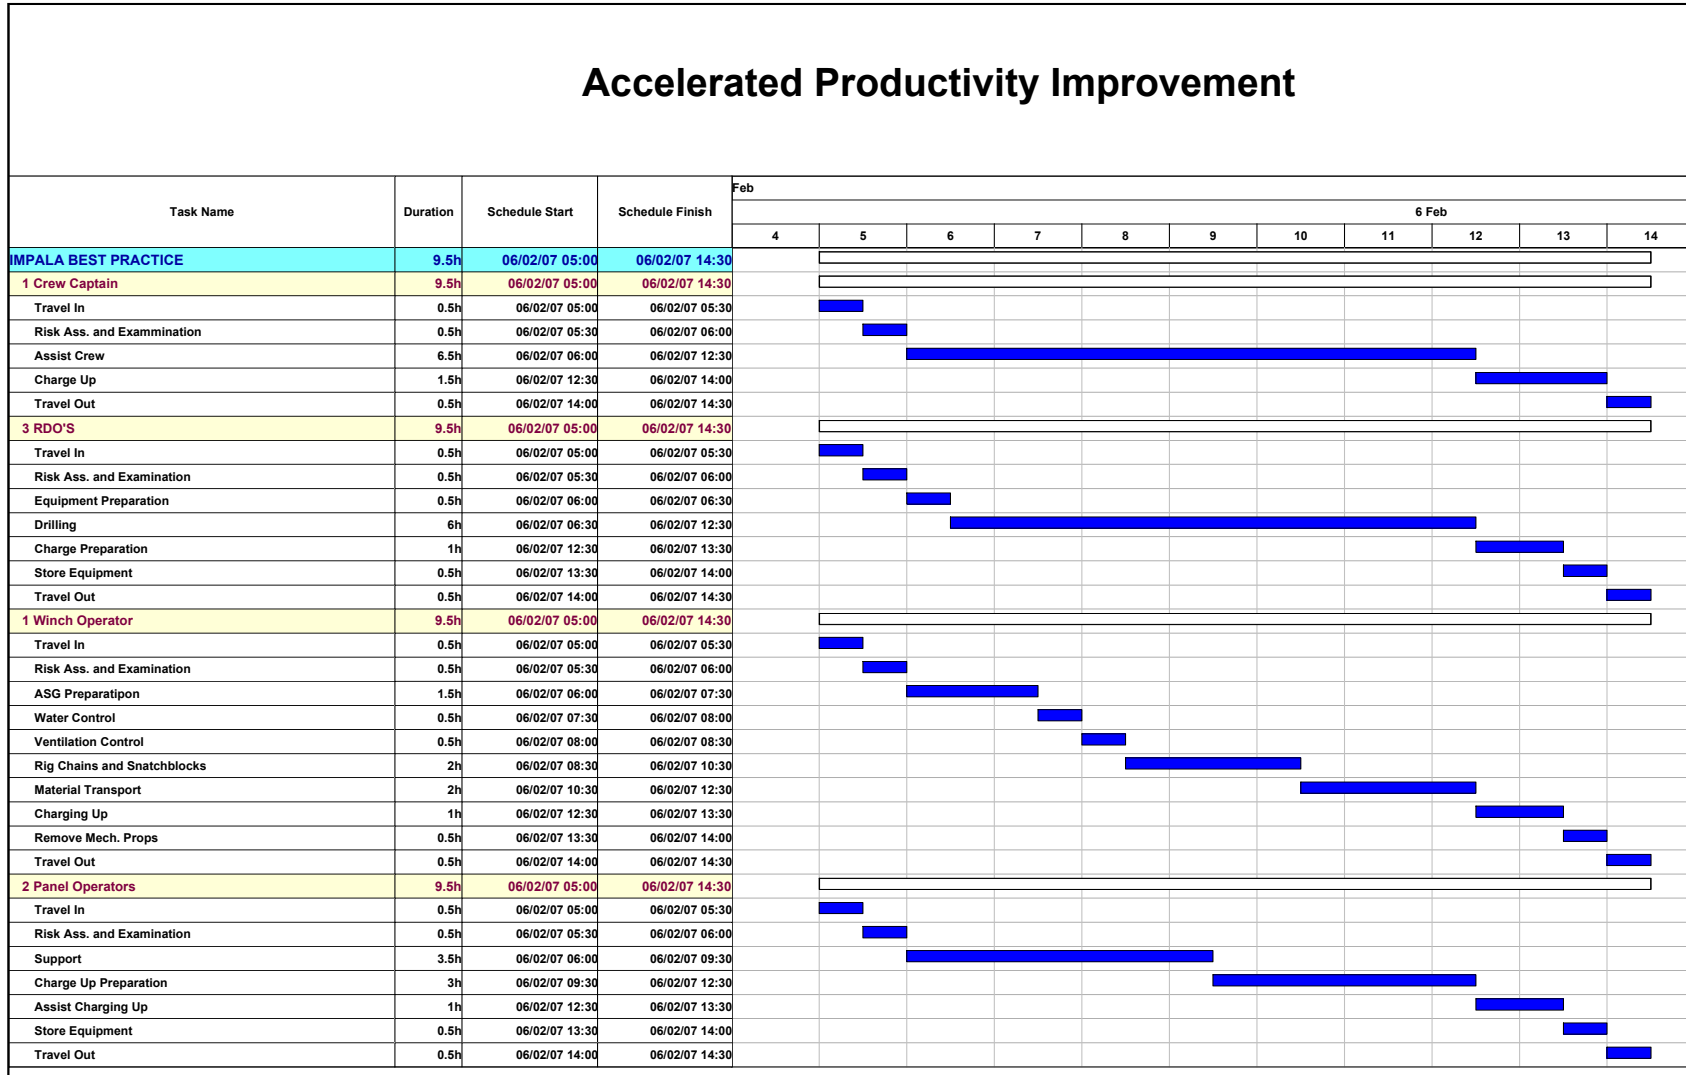 Accelerated Productivity Improvement
Task Name Duration Schedule Start Schedule Finish
Feb
6 Feb
4 5 6 7 8 9 10 11 12 13 14
IMPALA BEST PRACTICE 9.5h 06/02/07 05:00 06/02/07 14:30
1 Crew Captain 9.5h 06/02/07 05:00 06/02/07 14:30
Travel In 0.5h 06/02/07 05:00 06/02/07 05:30
Risk Ass. and Exammination 0.5h 06/02/07 05:30 06/02/07 06:00
Assist Crew 6.5h 06/02/07 06:00 06/02/07 12:30
Charge Up 1.5h 06/02/07 12:30 06/02/07 14:00
Travel Out 0.5h 06/02/07 14:00 06/02/07 14:30
3 RDO'S 9.5h 06/02/07 05:00 06/02/07 14:30
Travel In 0.5h 06/02/07 05:00 06/02/07 05:30
Risk Ass. and Examination 0.5h 06/02/07 05:30 06/02/07 06:00
Equipment Preparation 0.5h 06/02/07 06:00 06/02/07 06:30
Drilling 6h 06/02/07 06:30 06/02/07 12:30
Charge Preparation 1h 06/02/07 12:30 06/02/07 13:30
Store Equipment 0.5h 06/02/07 13:30 06/02/07 14:00
Travel Out 0.5h 06/02/07 14:00 06/02/07 14:30
1 Winch Operator 9.5h 06/02/07 05:00 06/02/07 14:30
Travel In 0.5h 06/02/07 05:00 06/02/07 05:30
Risk Ass. and Examination 0.5h 06/02/07 05:30 06/02/07 06:00
ASG Preparatipon 1.5h 06/02/07 06:00 06/02/07 07:30
Water Control 0.5h 06/02/07 07:30 06/02/07 08:00
Ventilation Control 0.5h 06/02/07 08:00 06/02/07 08:30
Rig Chains and Snatchblocks 2h 06/02/07 08:30 06/02/07 10:30
Material Transport 2h 06/02/07 10:30 06/02/07 12:30
Charging Up 1h 06/02/07 12:30 06/02/07 13:30
Remove Mech. Props 0.5h 06/02/07 13:30 06/02/07 14:00
Travel Out 0.5h 06/02/07 14:00 06/02/07 14:30
2 Panel Operators 9.5h 06/02/07 05:00 06/02/07 14:30
Travel In 0.5h 06/02/07 05:00 06/02/07 05:30
Risk Ass. and Examination 0.5h 06/02/07 05:30 06/02/07 06:00
Support 3.5h 06/02/07 06:00 06/02/07 09:30
Charge Up Preparation 3h 06/02/07 09:30 06/02/07 12:30
Assist Charging Up 1h 06/02/07 12:30 06/02/07 13:30
Store Equipment 0.5h 06/02/07 13:30 06/02/07 14:00
Travel Out 0.5h 06/02/07 14:00 06/02/07 14:30